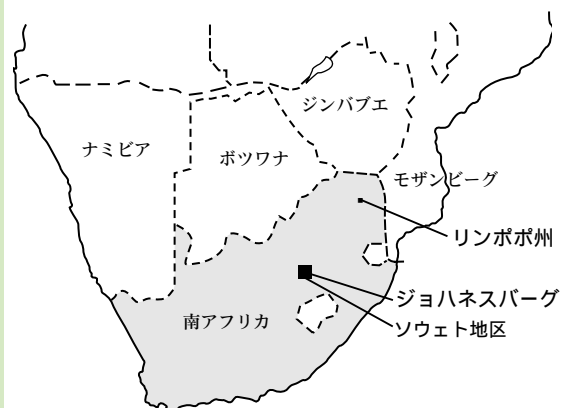 ジンバブエ
ナミビア
ボツワナ
モザンビーグ
リンポポ州
ジョハネスバーグ
南アフリカ
ソウェト地区